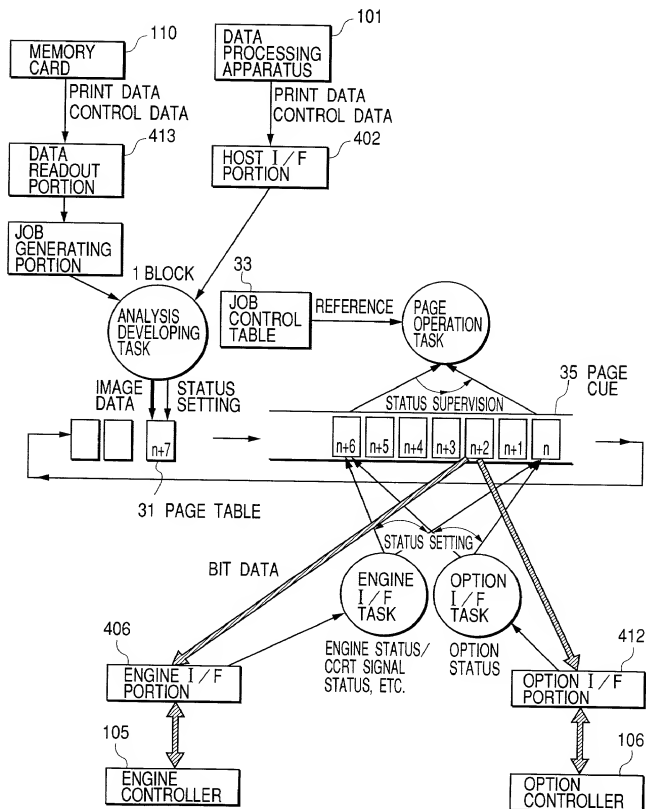 110
MEMORY
CARD
101
DATA
PROCESSING
APPARATUS
PRINT DATA
CONTROL DATA
PRINT DATA
CONTROL DATA
413
402
DATA
READOUT
PORTION
HOST I/F
PORTION
JOB
GENERATING
PORTION
1 BLOCK
ANALYSIS
DEVELOPING
TASK
33
JOB
CONTROL
TABLE
REFERENCE
PAGE
OPERATION
TASK
IMAGE
DATA
STATUS
SETTING
35 PAGE
CUE
STATUS SUPERVISION
n+7
n+6
n+5
n+4
n+3
n+2
n+1
n
31 PAGE TABLE
STATUS SETTING
BIT DATA
ENGINE
I/F
TASK
OPTION
I/F
TASK
ENGINE STATUS/
CCRT SIGNAL
STATUS, ETC.
OPTION
STATUS
406
ENGINE I/F
PORTION
412
OPTION I/F
PORTION
105
ENGINE
CONTROLLER
106
OPTION
CONTROLLER